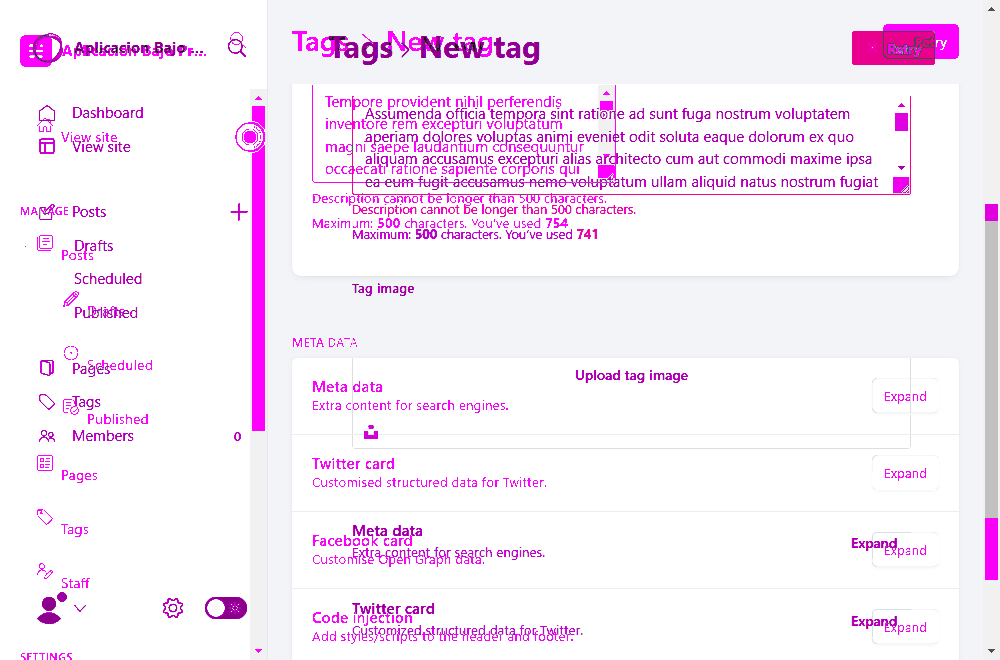 Aplicacion Bajo Pr...
Aplicacion Bajo ...
Tags > New tag
Tags > New tag
Retry
Retry
Dashboard
View site
View site
MANAGE
Posts
Drafts
Posts
Scheduled
Published
Drafts
Scheduled
Pages
Tags
Published
Members
0
Pages
Tags
Staff
SETTINGS
Tempore provident nihil perferendis
inventore rem excepturi voluptatum
magni saepe laudantium consequuntur
occaecati ratione sapiente corporis qui
Description cannot be longer than 500 characters.
Maximum: 500 characters. You've used 754
Assumenda officia tempora sint ratione ad sunt fuga nostrum voluptatem
aperiam dolores voluptas animi eveniet odit soluta eaque dolorum ex quo
aliquam accusamus excepturi alias architecto cum aut commodi maxime ipsa
ea eum fugit accusamus nemo voluptatum ullam aliquid natus nostrum fugiat
Description cannot be longer than 500 characters.
Maximum: 500 characters. You've used 741
Tag image
META DATA
Upload tag image
Meta data
Extra content for search engines.
Expand
Twitter card
Customised structured data for Twitter.
Expand
Meta data
Extra content for search engines.
Expand
Facebook card
Customise Open Graph data.
Expand
Twitter card
Customized structured data for Twitter.
Expand
Code injection
Add styles/scripts to the header and footer.
Expand